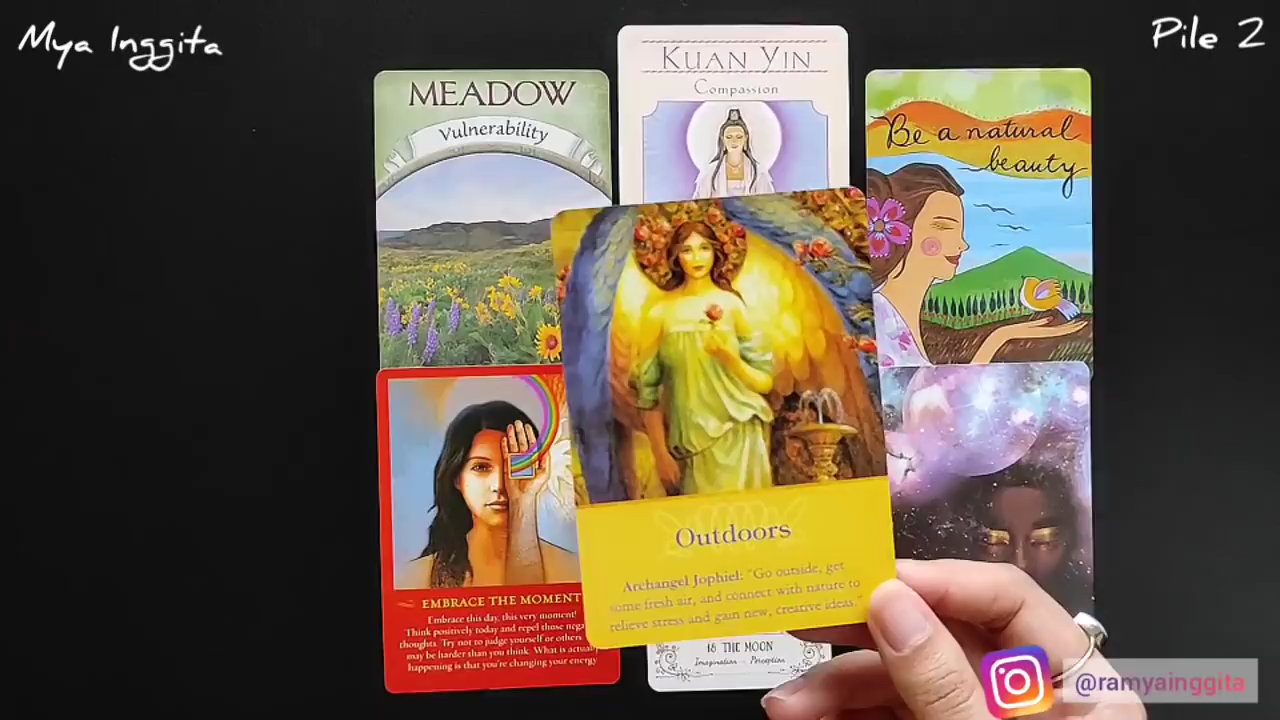 Mya Inggita
Pile 2
MEADOW
Vulnerability
KUAN YIN
Compassion
Be a natural
beauty
Outdoors
Archangel Jophiel: "Go outside, get
some fresh air, and connect with nature to
relieve stress and gain new, creative ideas."
EMBRACE THE MOMENT
Embrace this day, this very moment!
Think positively today and repel those nega
thoughts. Try not to judge yourself or others
may be harder than you think. What is actua
happening is that you're changing your energy
18 THE MOON
Imagination - Perception
@ramyainggita